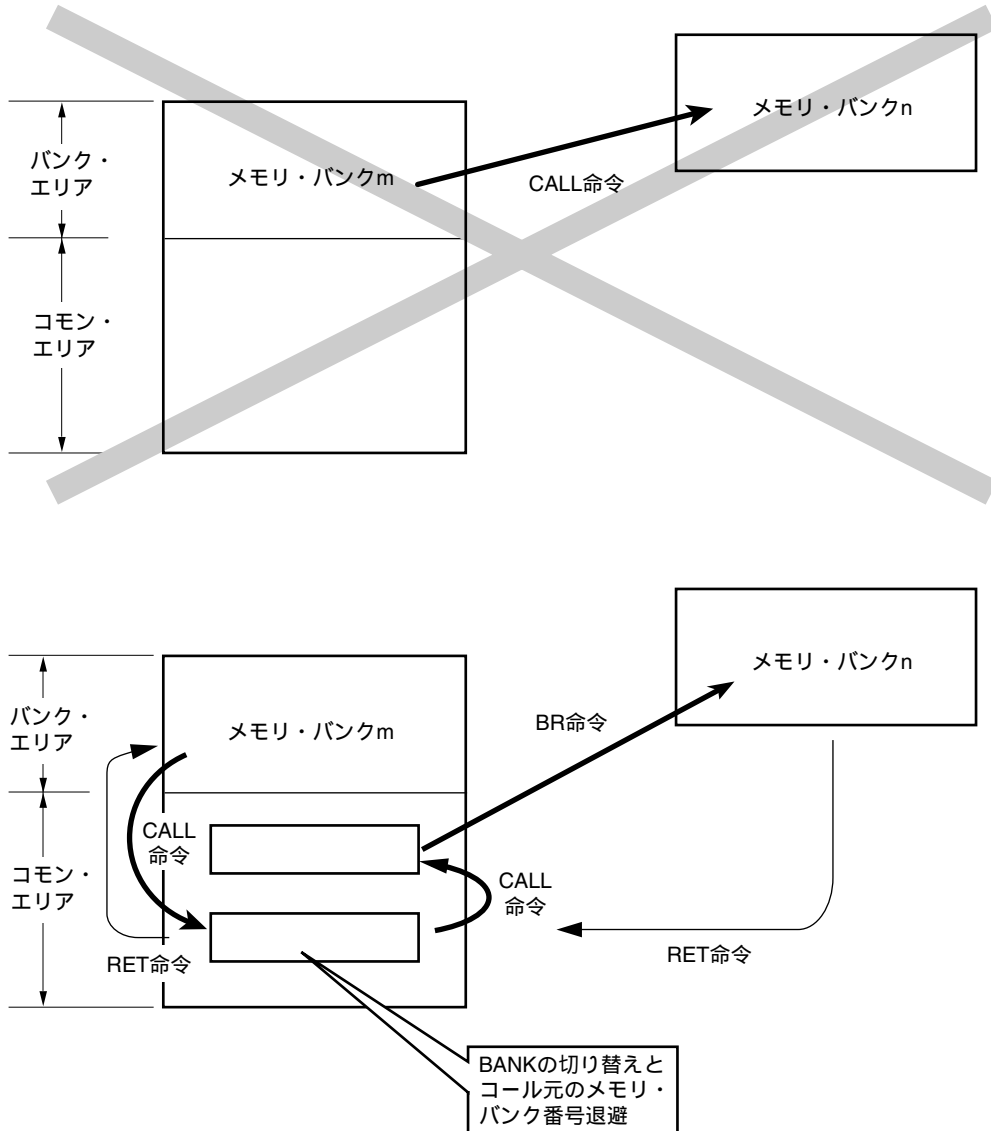 メモリ・バンクn
バンク・
エリア
メモリ・バンクm
CALL命令
コモン・
エリア
メモリ・バンクn
バンク・
エリア
メモリ・バンクm
BR命令
CALL
命令
コモン・
エリア
CALL
命令
RET命令
RET命令
BANKの切り替えと
コール元のメモリ・
バンク番号退避